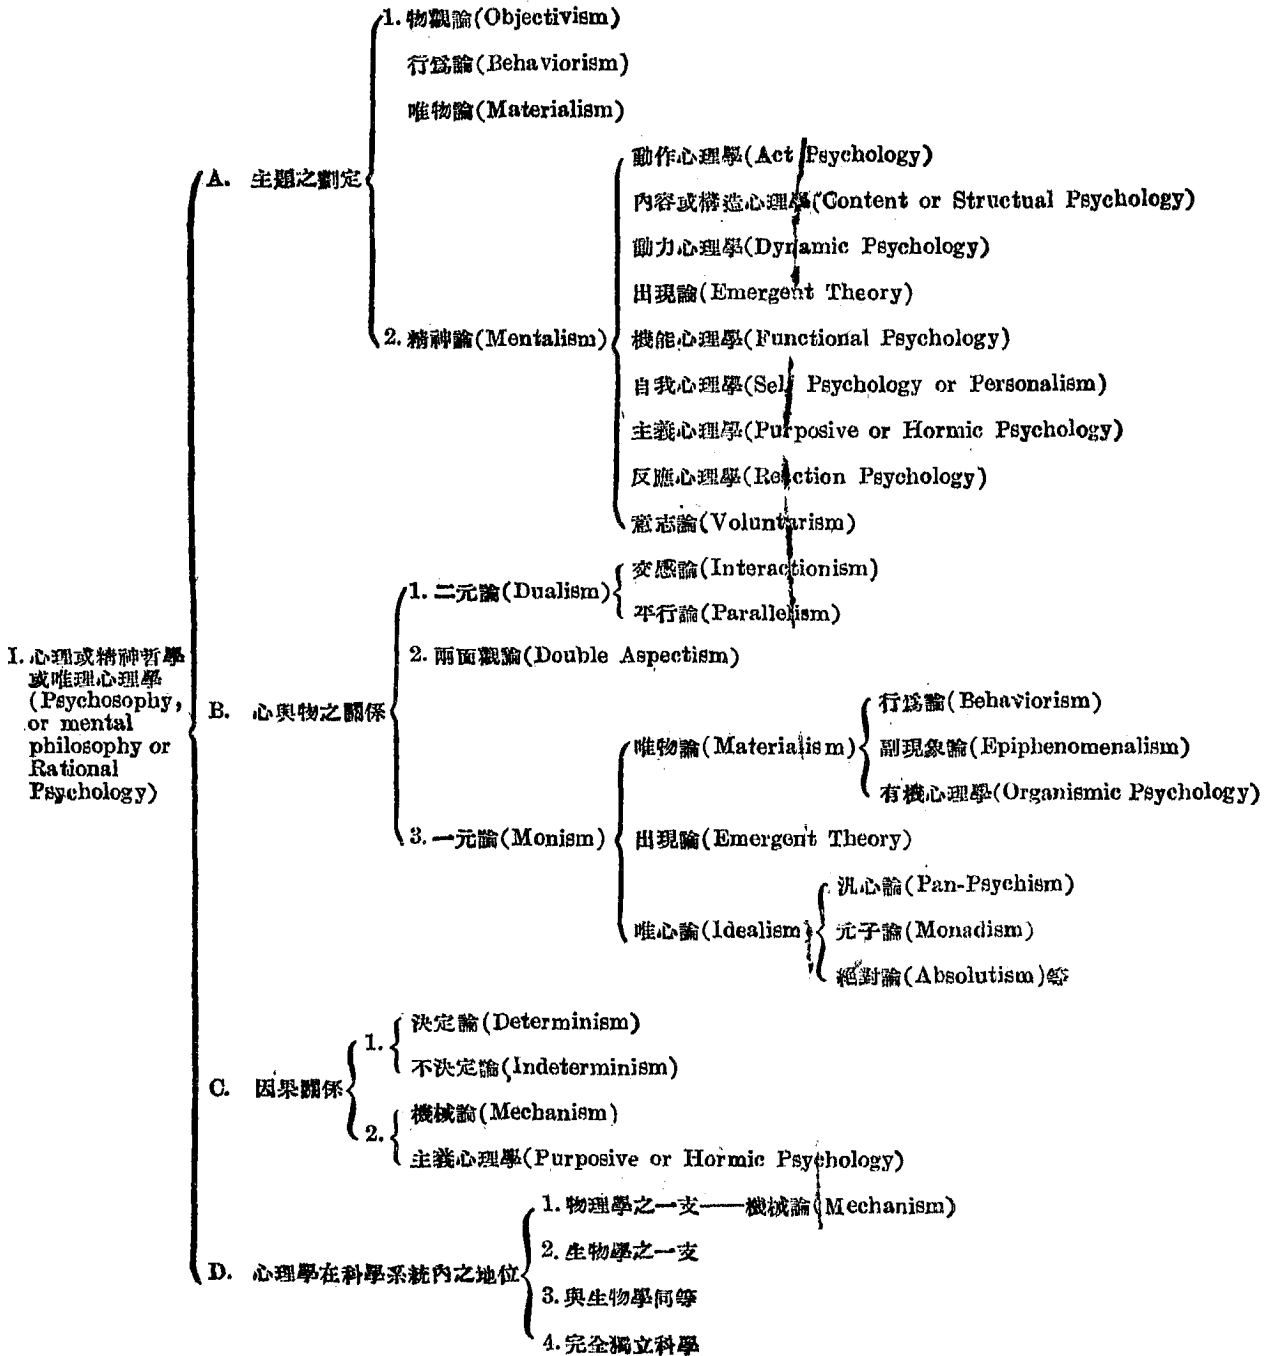 I. 心理或精神哲學
或唯理心理學
(Psychosophy,
or mental
philosophy or
Rational
Psychology)
A. 主題之劃定
1. 物觀論(Objectivism)
行爲論(Behaviorism)
唯物論(Materialism)
2. 精神論(Mentalism)
動作心理學(Act Psychology)
內容或構造心理學(Content or Structual Psychology)
動力心理學(Dynamic Psychology)
出現論(Emergent Theory)
機能心理學(Functional Psychology)
自我心理學(Self Psychology or Personalism)
主義心理學(Purposive or Hormic Psychology)
反應心理學(Reaction Psychology)
意志論(Voluntarism)
B. 心與物之關係
1. 二元論(Dualism)
交感論(Interactionism)
平行論(Parallelism)
2. 兩面觀論(Double Aspectism)
3. 一元論(Monism)
唯物論(Materialism)
行爲論(Behaviorism)
副現象論(Epiphenomenalism)
有機心理學(Organismic Psychology)
出現論(Emergent Theory)
唯心論(Idealism)
汎心論(Pan-Psychism)
元子論(Monadism)
絕對論(Absolutism)等
C. 因果關係
1.
決定論(Determinism)
不決定論(Indeterminism)
2.
機械論(Mechanism)
主義心理學(Purposive or Hormic Psychology)
D. 心理學在科學系統內之地位
1. 物理學之一支——機械論(Mechanism)
2. 生物學之一支
3. 與生物學同等
4. 完全獨立科學